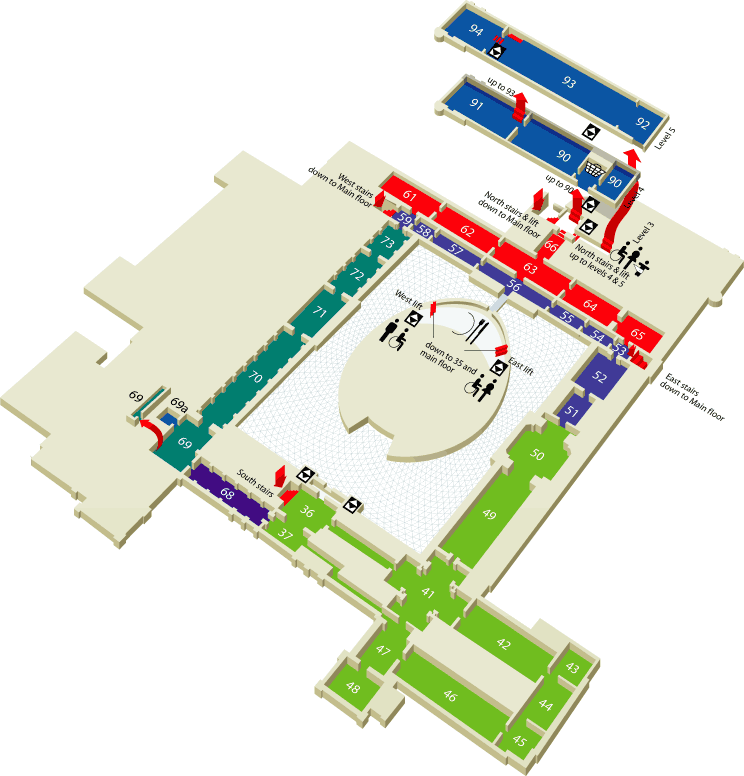 94
93
92
Level 5
up to 93
91
90
90
up to 90
Level 3
West stairs
down to Main floor
North stairs & lift
down to Main floor
North stairs & lift
up to levels 4 & 5
61
62
63
66
64
65
59
58
57
56
55
54
53
52
51
50
49
73
72
71
70
69
69a
69
68
West lift
down to 35 and
main floor
East lift
East stairs
down to Main floor
South stairs
36
37
41
42
43
44
45
46
47
48